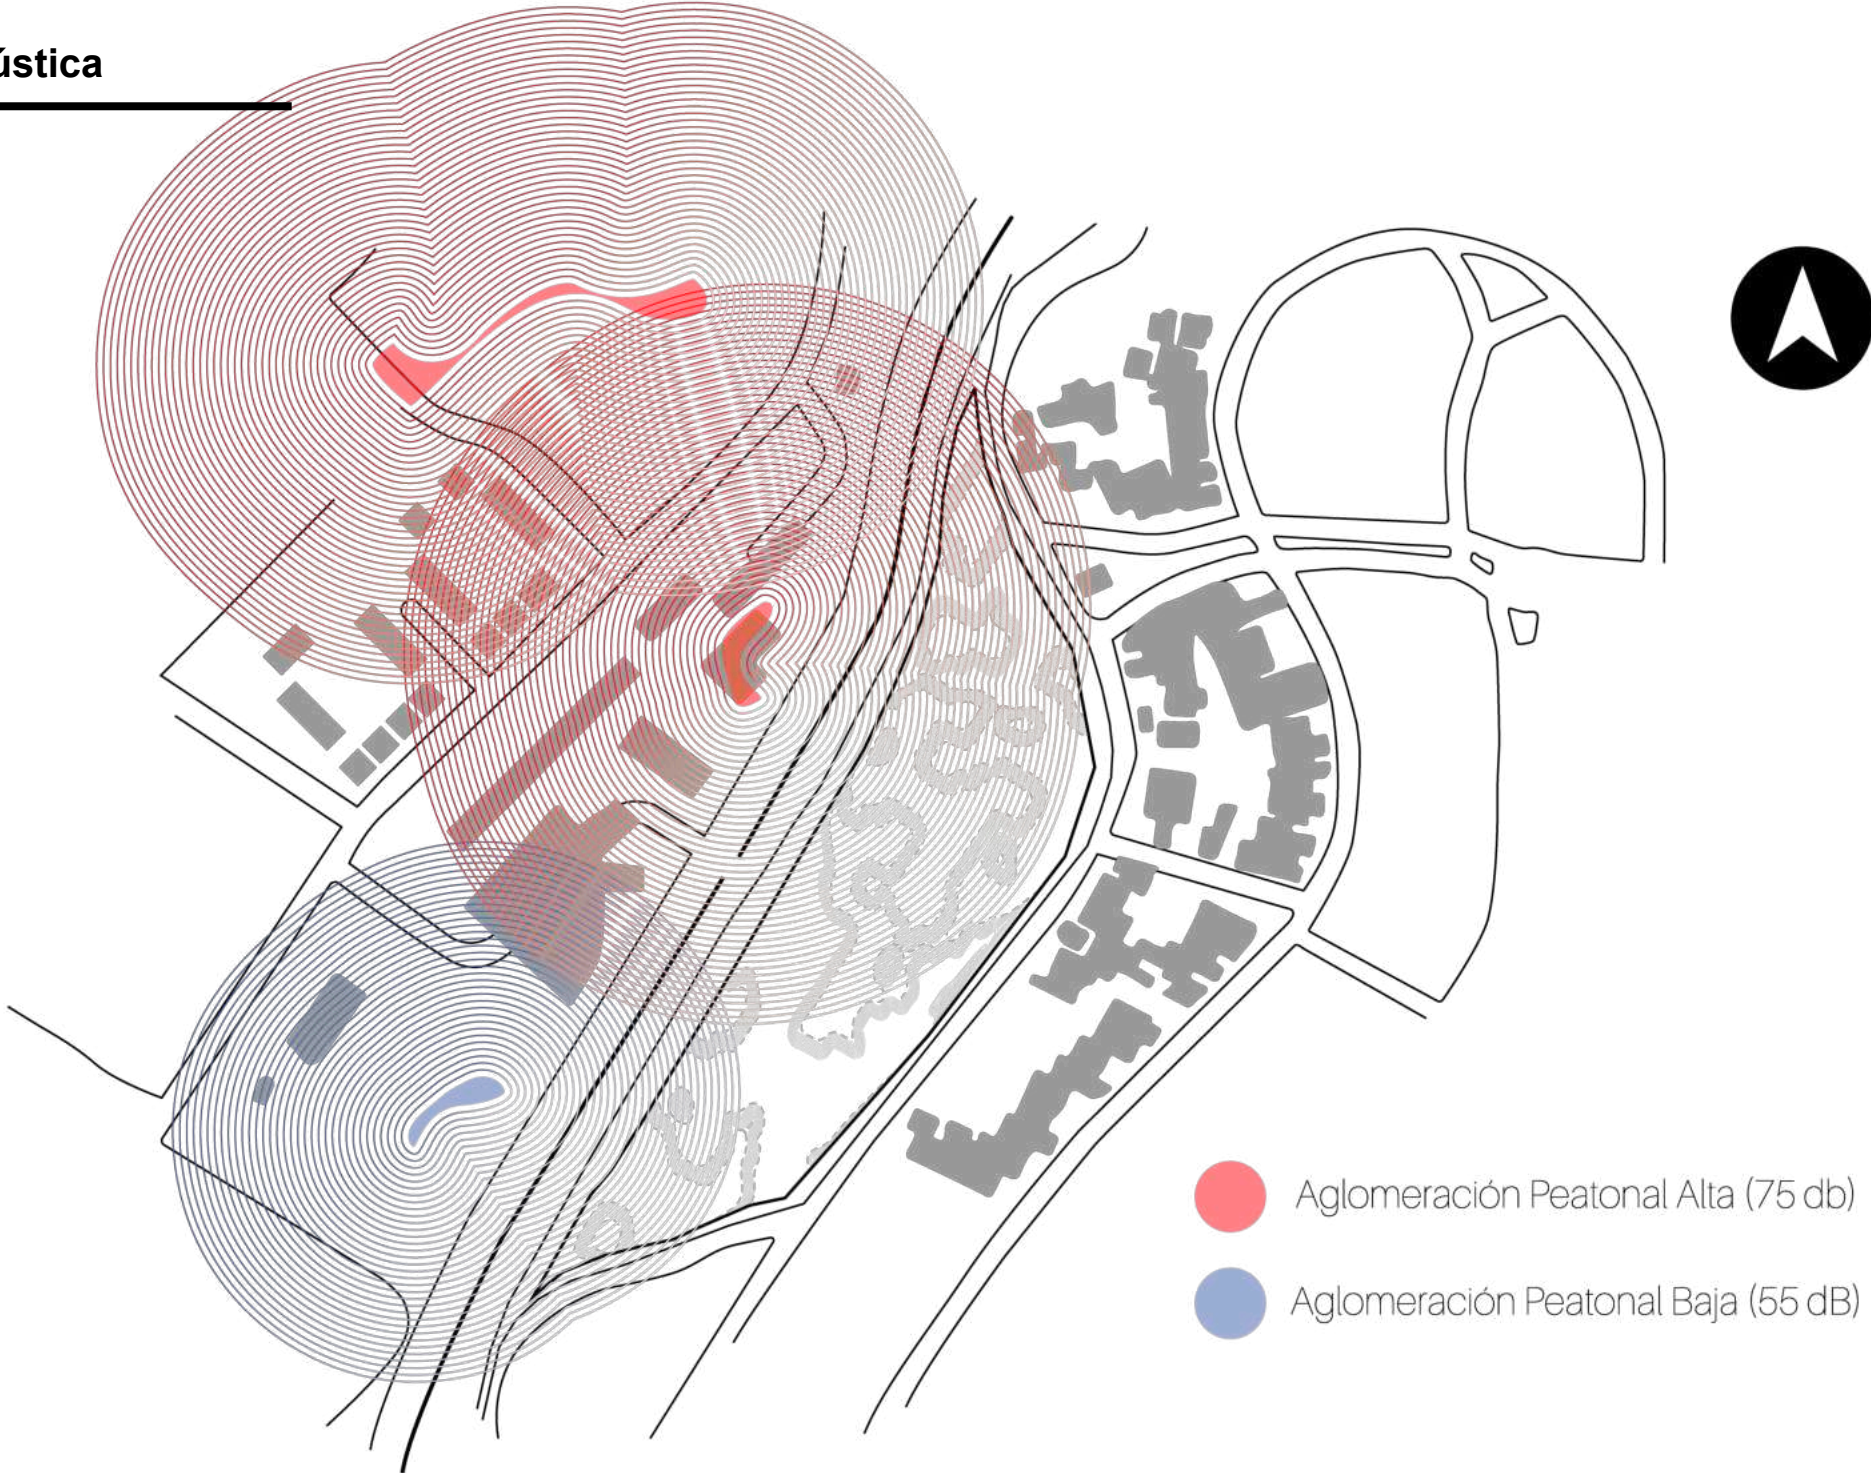 ústica
Aglomeración Peatonal Alta (75 db)
Aglomeración Peatonal Baja (55 dB)